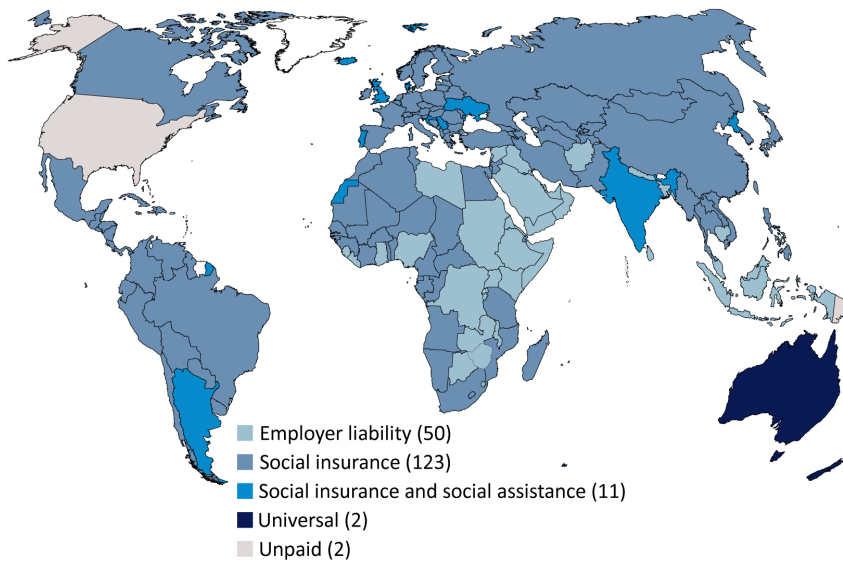 Employer liability (50)
Social insurance (123)
Social insurance and social assistance (11)
Universal (2)
Unpaid (2)